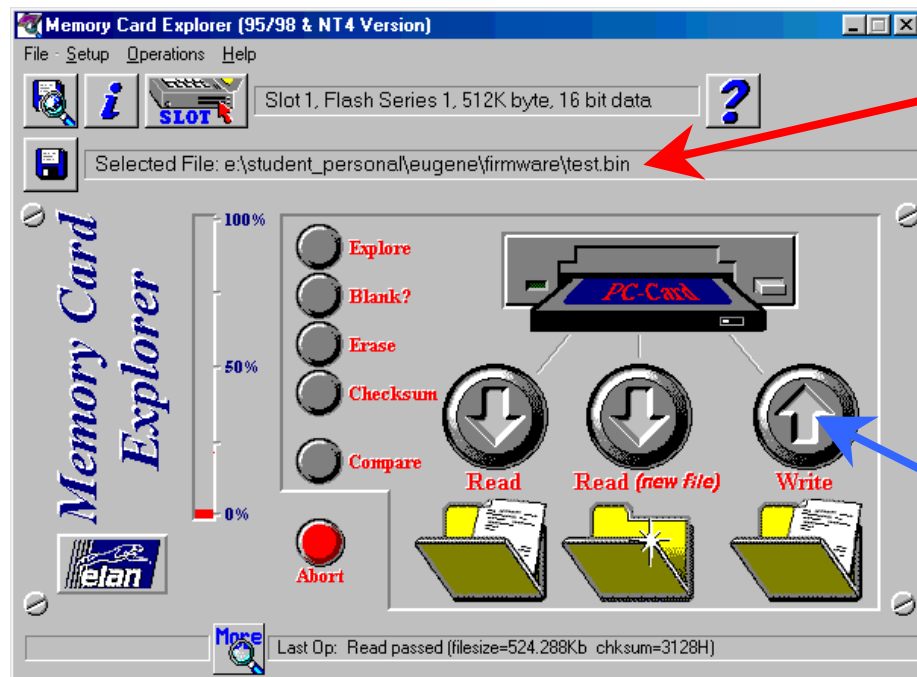 Memory Card Explorer (95/98 & NT4 Version)
File Setup Operations Help
SLOT
Slot 1, Flash Series 1, 512K byte, 16 bit data
Selected File: e:\student_personal\eugene\firmware\test.bin
Memory Card
Explorer
100%
50%
0%
Explore
Blank?
Erase
Checksum
Compare
Abort
PC-Card
Read
Read (new file)
Write
elan
More
Last Op: Read passed (filesize=524.288Kb chksum=3128H)